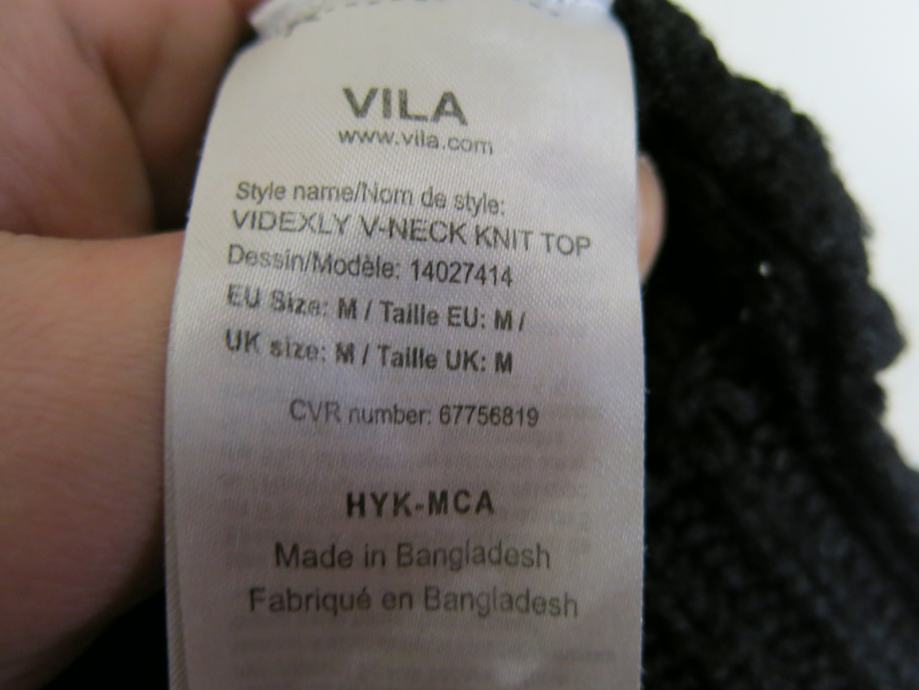 VILA
www.vila.com
Style name/Nom de style:
VIDEXLY V-NECK KNIT TOP
Dessin/Modèle: 14027414
EU Size: M / Taille EU: M /
UK size: M / Taille UK: M
CVR number: 67756819
HYK-MCA
Made in Bangladesh
Fabriqué en Bangladesh